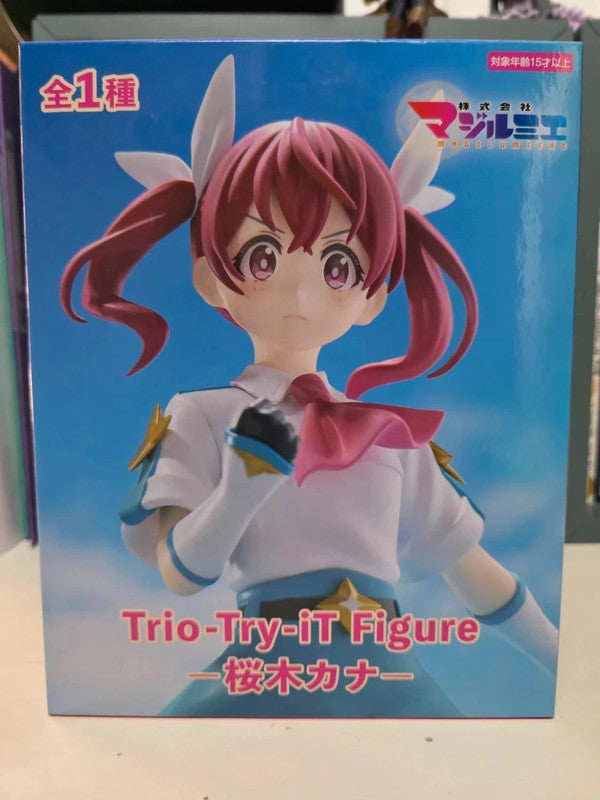 全1種
対象年齢15才以上
株式会社
マジルミエ
MAGILUMIERE
Trio-Try-iT Figure
―桜木カナ―